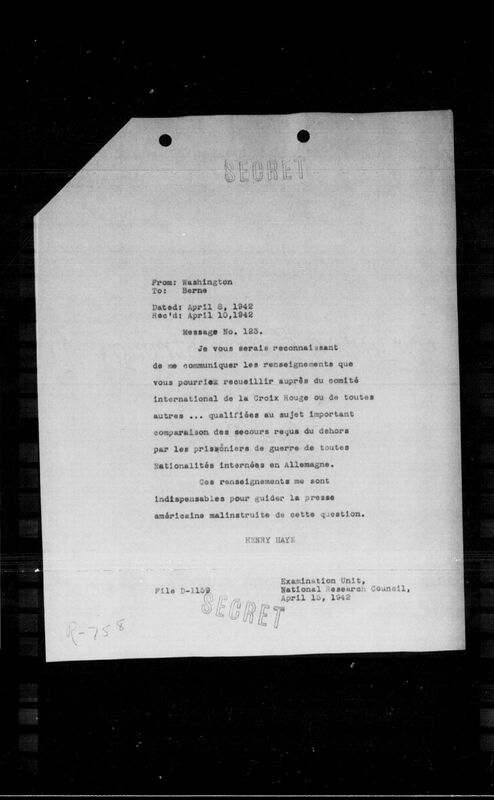 SECRET
From: Washington
To: Berne
Dated: April 8, 1942
Rec'd: April 15,1942
Message No. 123.
Je vous serais reconnaissant
de me communiquer les renseignements que
vous pourriez recueillir auprès du comité
international de la Croix Rouge ou de toutes
autres ... qualifiées au sujet important
comparaison des secours reçus du dehors
par les prisonniers de guerre de toutes
Nationalités internées en Allemagne.
Ces renseignements me sont
indispensables pour guider la presse
américaine malinstruite de cette question.
HENRY HAYE
File D-1159
Examination Unit,
National Research Council,
April 15, 1942
SECRET
R-758